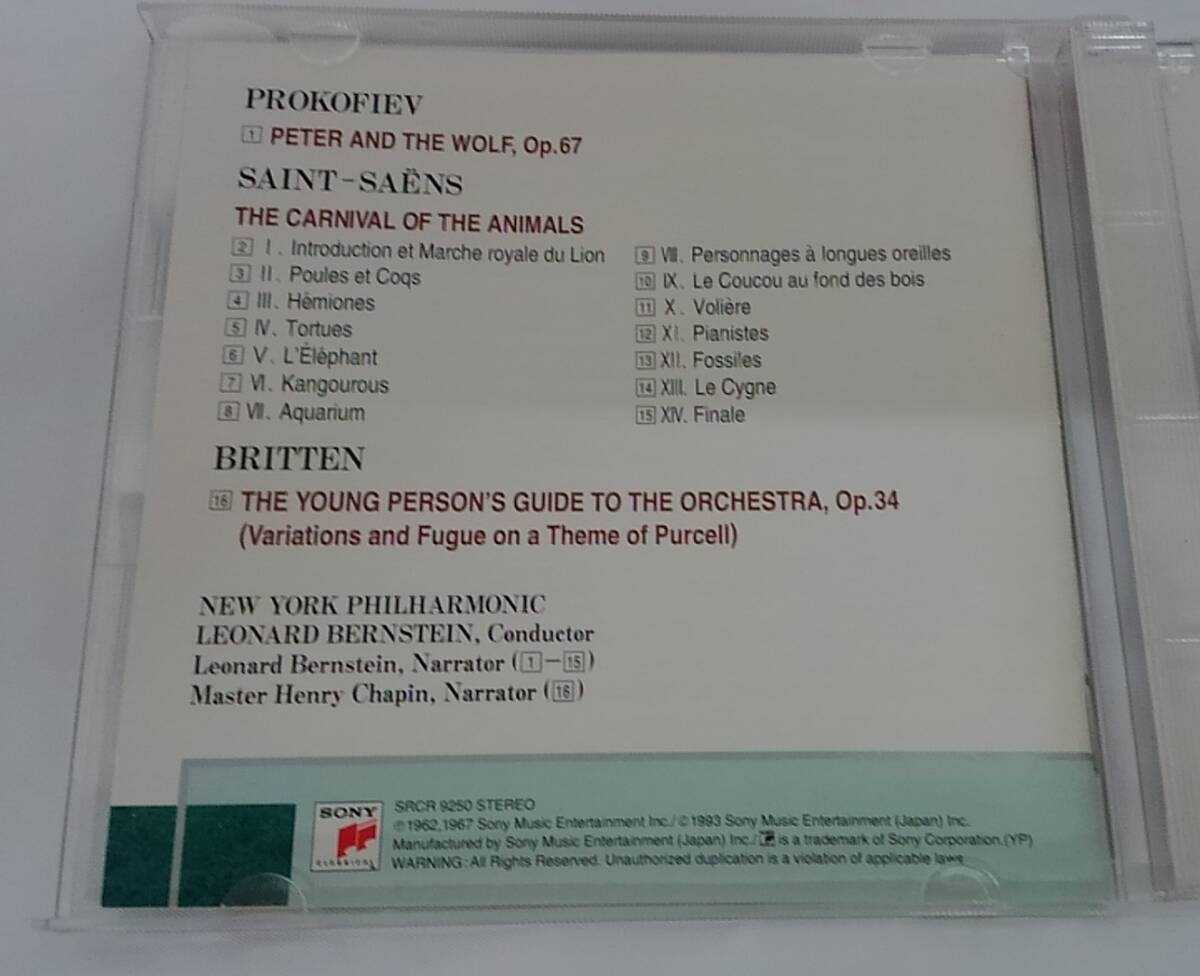 PROKOFIEV
1 PETER AND THE WOLF, Op.67
SAINT-SAËNS
THE CARNIVAL OF THE ANIMALS
2 I. Introduction et Marche royale du Lion
3 II. Poules et Coqs
4 III. Hémiones
5 IV. Tortues
6 V. L'Éléphant
7 VI. Kangourous
8 VII. Aquarium
9 VIII. Personnages à longues oreilles
10 IX. Le Coucou au fond des bois
11 X. Volière
12 XI. Pianistes
13 XII. Fossiles
14 XIII. Le Cygne
15 XIV. Finale
BRITTEN
16 THE YOUNG PERSON'S GUIDE TO THE ORCHESTRA, Op.34
(Variations and Fugue on a Theme of Purcell)
NEW YORK PHILHARMONIC
LEONARD BERNSTEIN, Conductor
Leonard Bernstein, Narrator (1–15)
Master Henry Chapin, Narrator (16)
SONY
CLASSICAL
SRCR 9250 STEREO
℗1962,1967 Sony Music Entertainment Inc./©1993 Sony Music Entertainment (Japan) Inc.
Manufactured by Sony Music Entertainment (Japan) Inc./ is a trademark of Sony Corporation.(YP)
WARNING: All Rights Reserved. Unauthorized duplication is a violation of applicable laws.